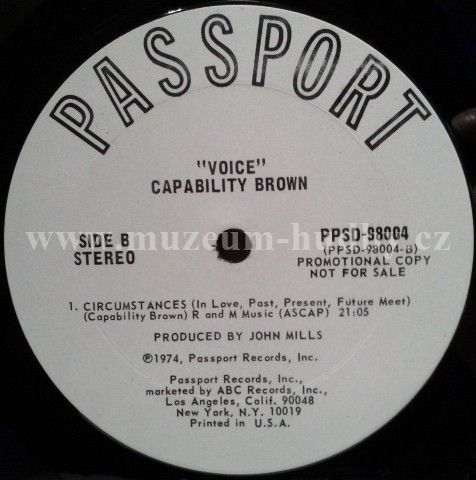 PASSPORT
"VOICE"
CAPABILITY BROWN
SIDE B
STEREO
PPSD-98004
(PPSD-98004-B)
PROMOTIONAL COPY
NOT FOR SALE
www.muzeum-hudby.cz
1. CIRCUMSTANCES (In Love, Past, Present, Future Meet)
(Capability Brown) R and M Music (ASCAP) 21:05
PRODUCED BY JOHN MILLS
℗1974, Passport Records, Inc.
Passport Records, Inc.,
marketed by ABC Records, Inc.,
Los Angeles, Calif. 90048
New York, N.Y. 10019
Printed in U.S.A.